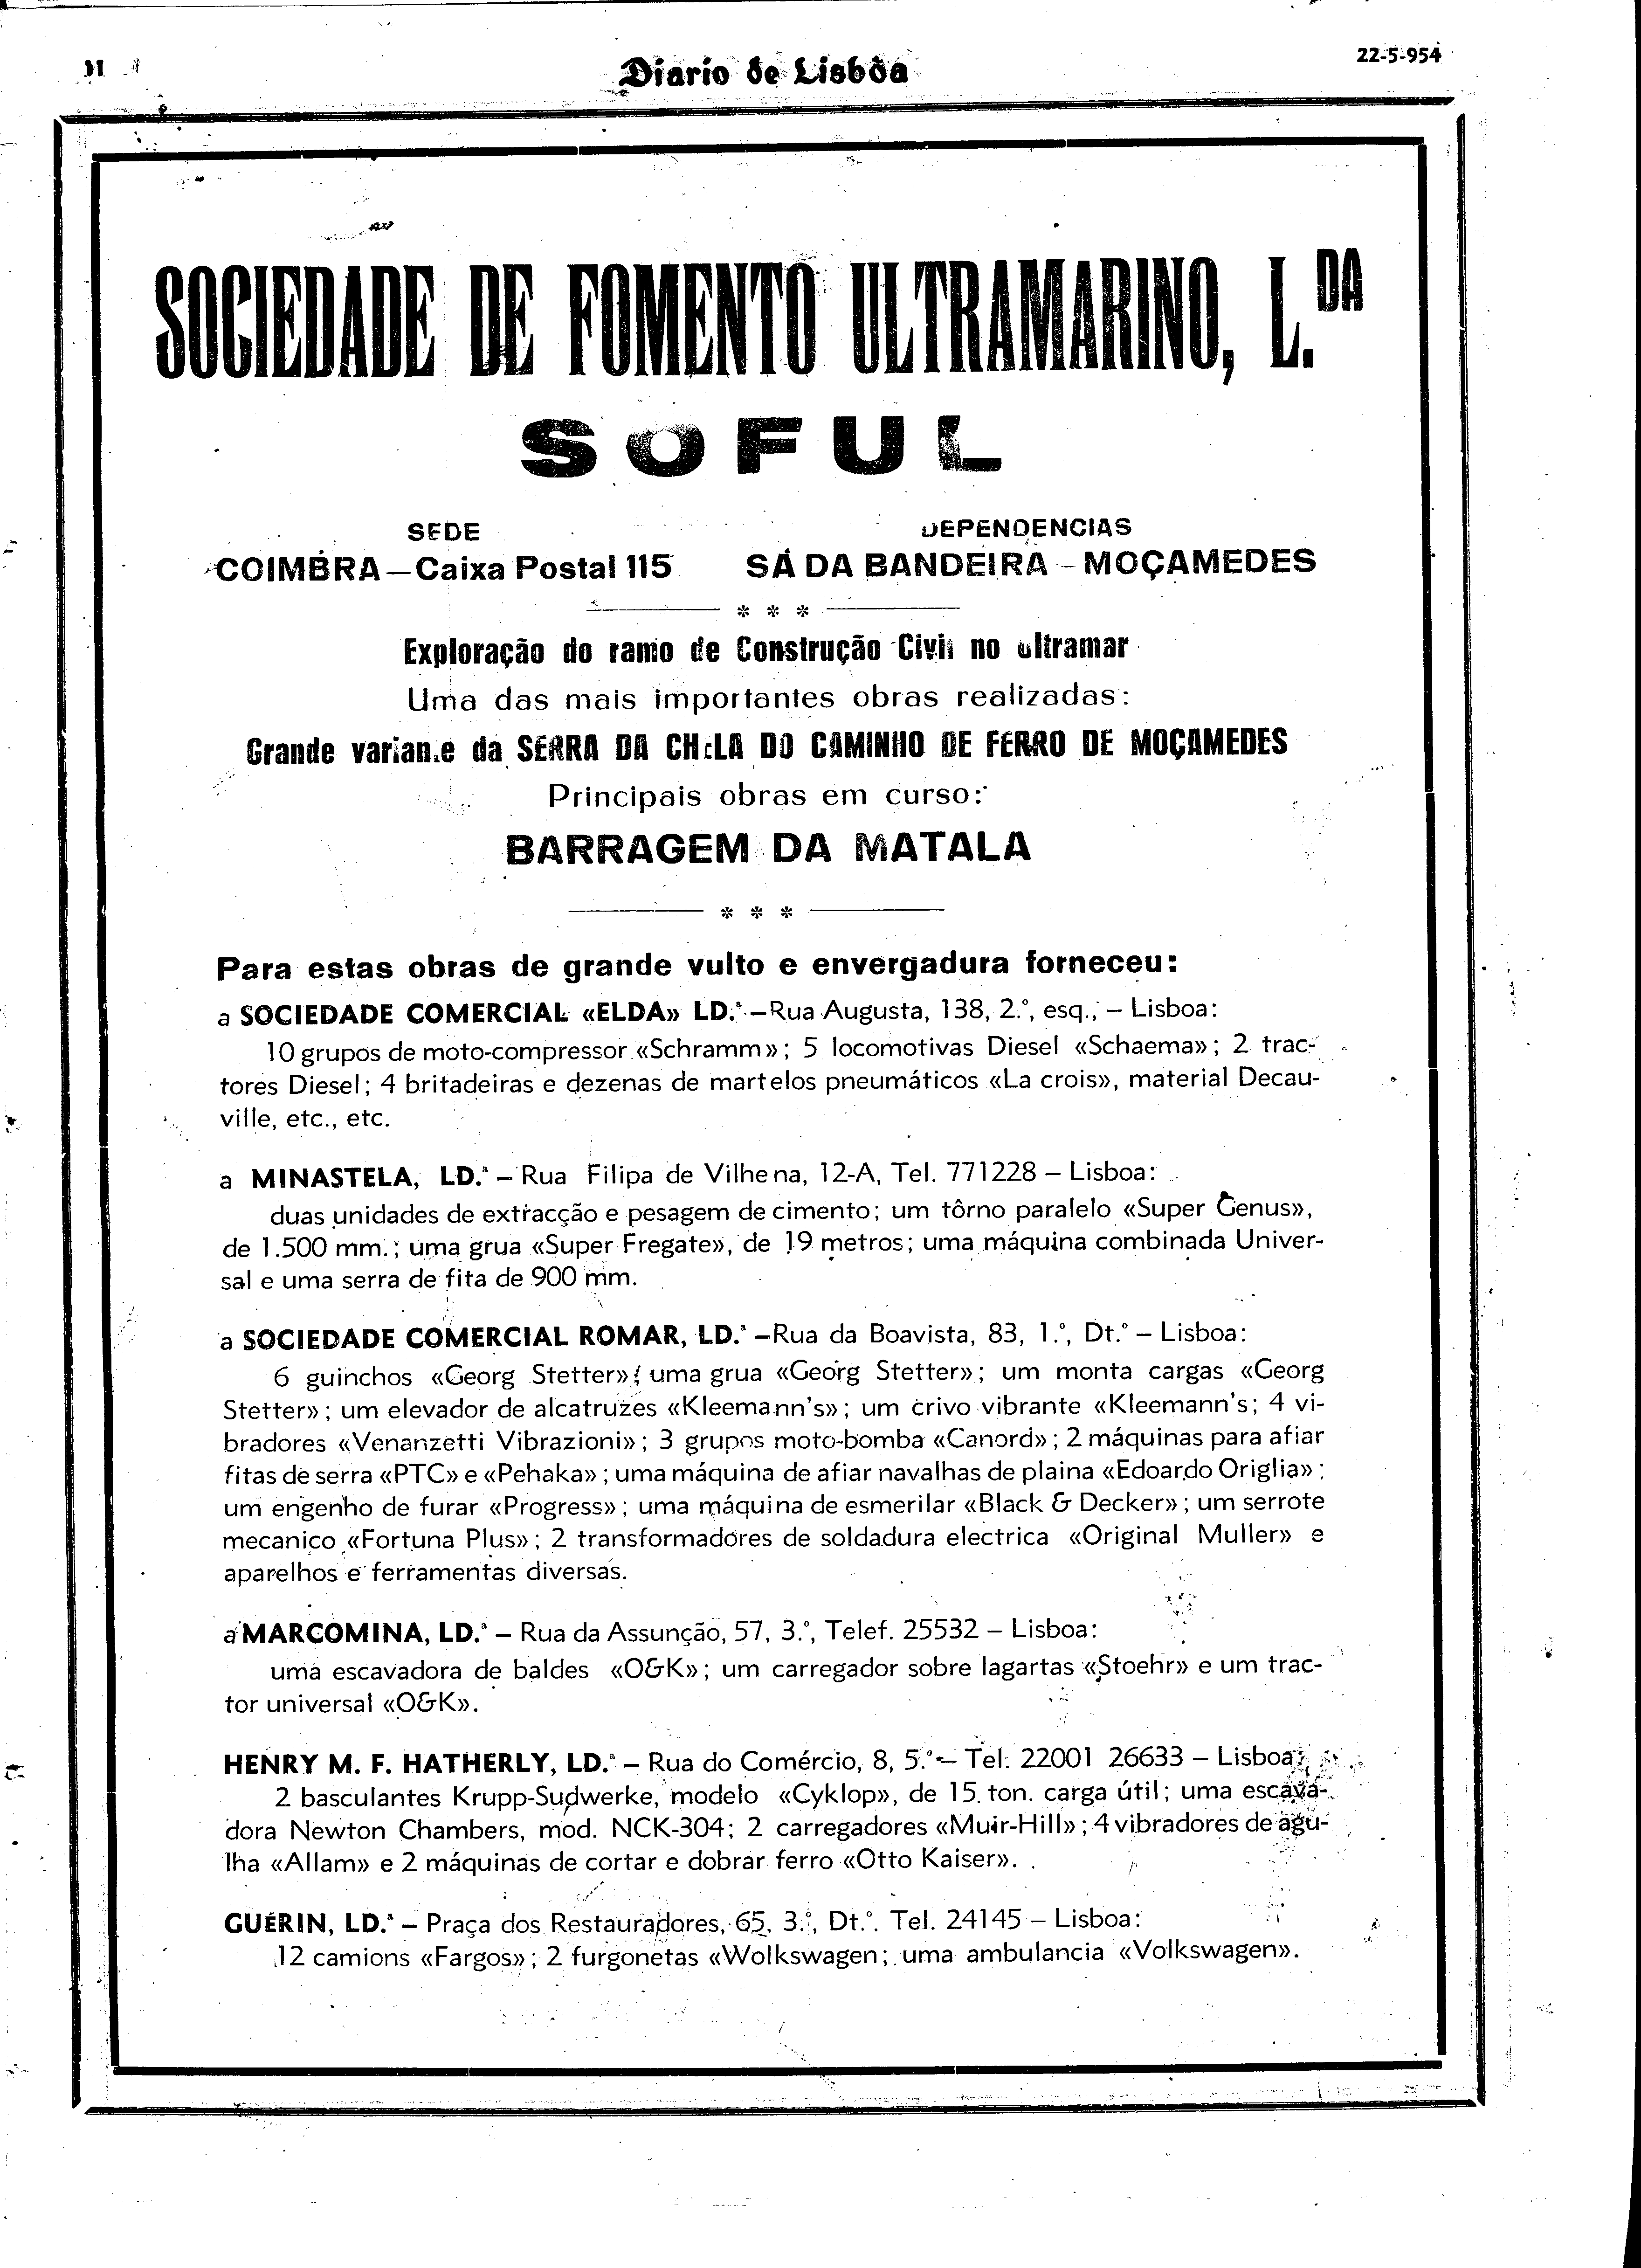 Diario de Lisbôa
22-5-954
SOCIEDADE DE FOMENTO ULTRAMARINO, L.DA
SOFUL
SEDE
COIMBRA — Caixa Postal 115
DEPENDENCIAS
SÁ DA BANDEIRA - MOÇAMEDES
* * *
Exploração do ramo de Construção Civil no ultramar
Uma das mais importantes obras realizadas:
Grande variante da SERRA DA CHELA DO CAMINHO DE FERRO DE MOÇAMEDES
Principais obras em curso:
BARRAGEM DA MATALA
* * *
Para estas obras de grande vulto e envergadura forneceu:
a SOCIEDADE COMERCIAL «ELDA» LD.ª — Rua Augusta, 138, 2.º, esq., — Lisboa:
10 grupos de moto-compressor «Schramm»; 5 locomotivas Diesel «Schaema»; 2 trac-
tores Diesel; 4 britadeiras e dezenas de martelos pneumáticos «La crois», material Decau-
ville, etc., etc.
a MINASTELA, LD.ª — Rua Filipa de Vilhena, 12-A, Tel. 771228 — Lisboa:
duas unidades de extracção e pesagem de cimento; um tôrno paralelo «Super Genus»,
de 1.500 mm.; uma grua «Super Fregate», de 19 metros; uma máquina combinada Univer-
sal e uma serra de fita de 900 mm.
a SOCIEDADE COMERCIAL ROMAR, LD.ª — Rua da Boavista, 83, 1.º, Dt.º — Lisboa:
6 guinchos «Georg Stetter»; uma grua «Georg Stetter»; um monta cargas «Georg
Stetter»; um elevador de alcatruzes «Kleemann's»; um crivo vibrante «Kleemann's; 4 vi-
bradores «Venanzetti Vibrazioni»; 3 grupos moto-bomba «Canord»; 2 máquinas para afiar
fitas de serra «PTC» e «Pehaka»; uma máquina de afiar navalhas de plaina «Edoardo Origlia»;
um engenho de furar «Progress»; uma máquina de esmerilar «Black & Decker»; um serrote
mecanico «Fortuna Plus»; 2 transformadores de soldadura electrica «Original Muller» e
aparelhos e ferramentas diversas.
a MARCOMINA, LD.ª — Rua da Assunção, 57, 3.º, Telef. 25532 — Lisboa:
uma escavadora de baldes «O&K»; um carregador sobre lagartas «Stoehr» e um trac-
tor universal «O&K».
HENRY M. F. HATHERLY, LD.ª — Rua do Comércio, 8, 5.º — Tel. 22001 26633 — Lisboa:
2 basculantes Krupp-Sudwerke, modelo «Cyklop», de 15 ton. carga útil; uma escava-
dora Newton Chambers, mod. NCK-304; 2 carregadores «Muir-Hill»; 4 vibradores de agu-
lha «Allam» e 2 máquinas de cortar e dobrar ferro «Otto Kaiser».
GUÉRIN, LD.ª — Praça dos Restauradores, 65, 3.º, Dt.º. Tel. 24145 — Lisboa:
12 camions «Fargos»; 2 furgonetas «Wolkswagen; uma ambulancia «Volkswagen».